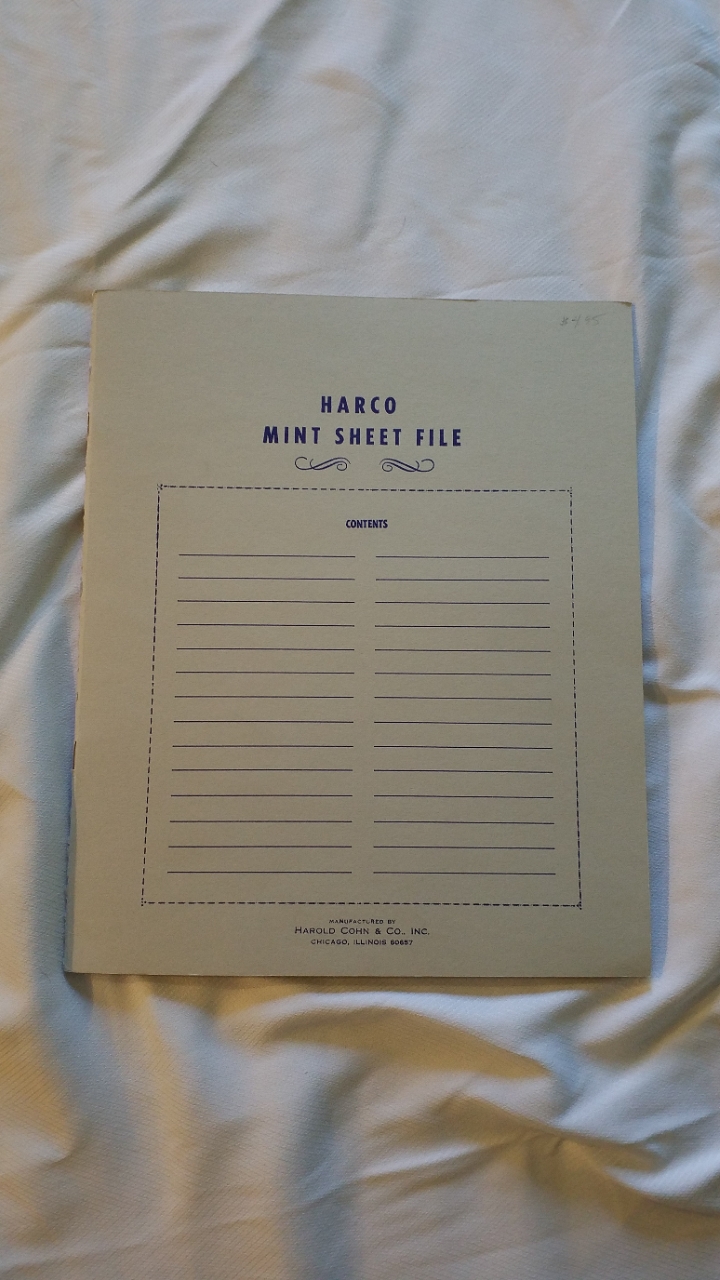 HARCO
MINT SHEET FILE
CONTENTS
MANUFACTURED BY
HAROLD COHN & CO., INC.
CHICAGO, ILLINOIS 60657